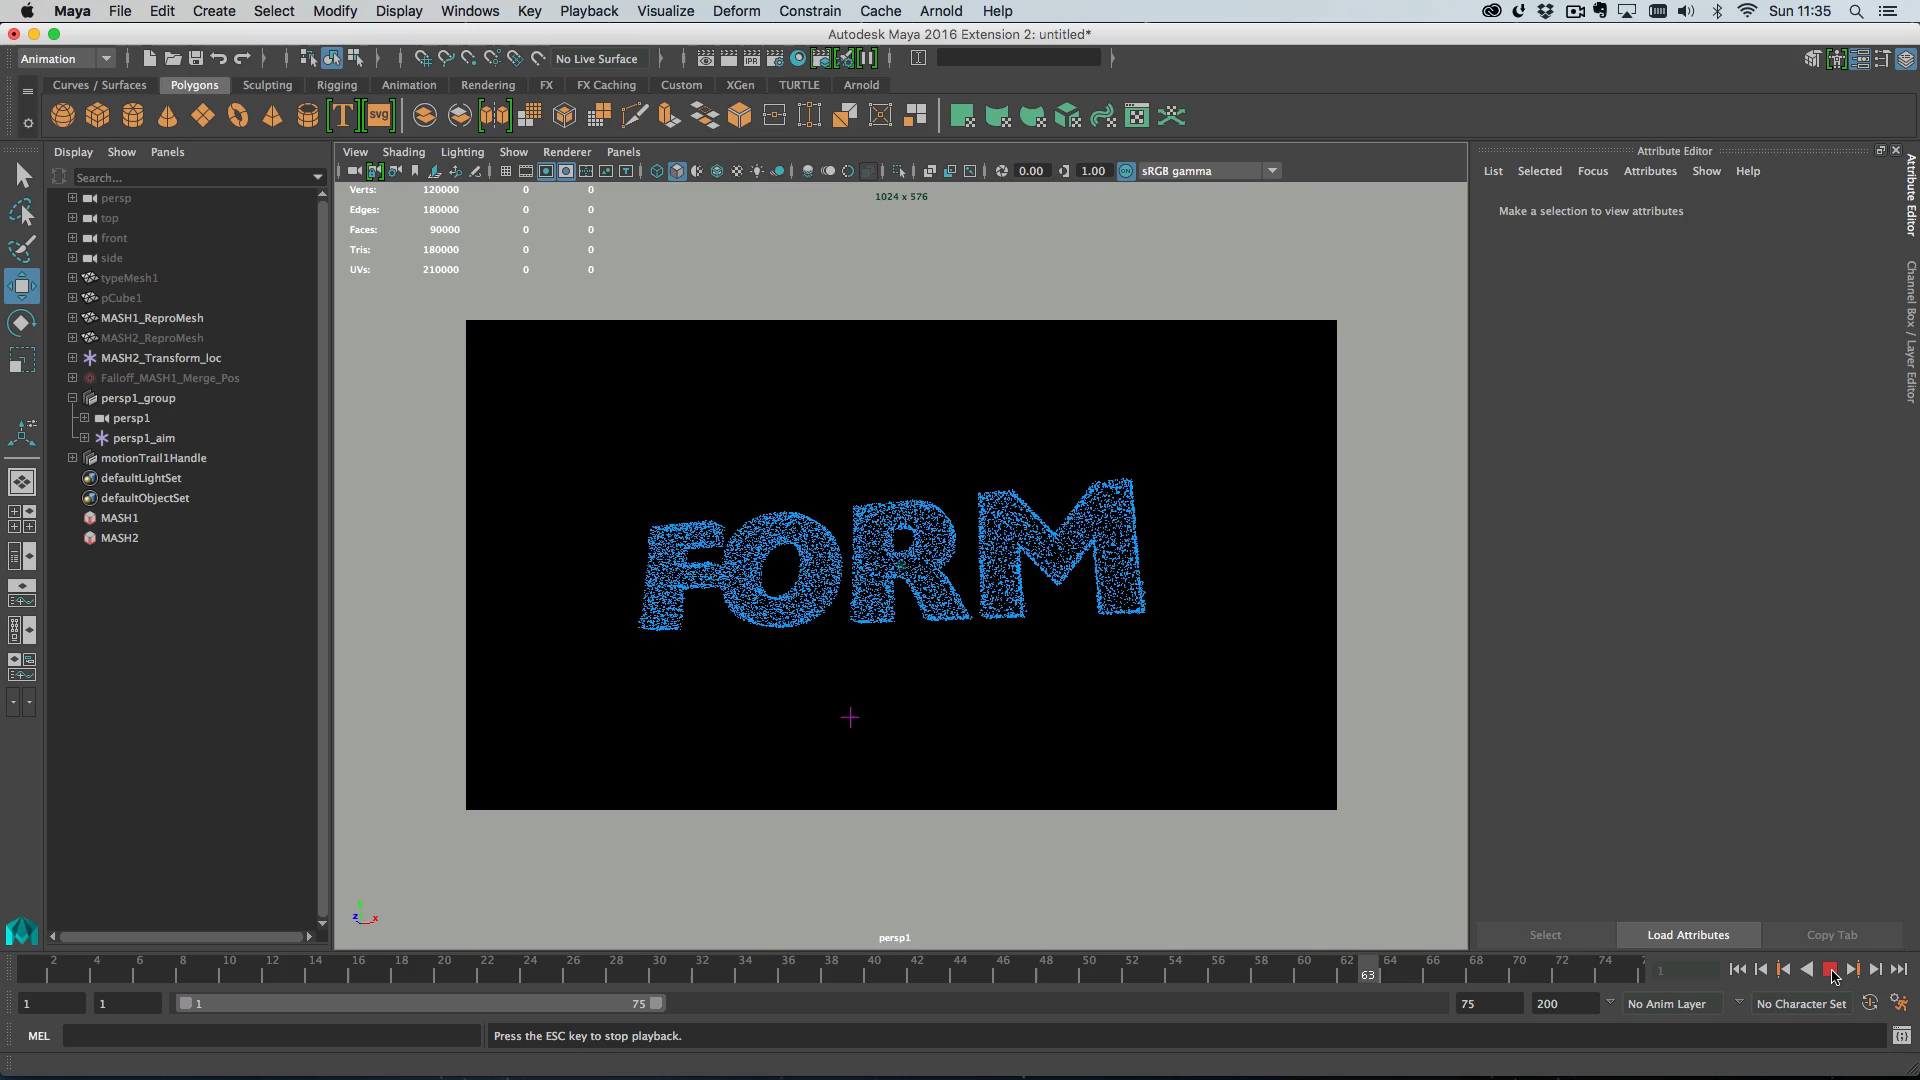 Maya File Edit Create Select Modify Display Windows Key Playback Visualize Deform Constrain Cache Arnold Help
Sun 11:35
Autodesk Maya 2016 Extension 2: untitled*
Animation
No Live Surface
IPR
Curves / Surfaces Polygons Sculpting Rigging Animation Rendering FX FX Caching Custom XGen TURTLE Arnold
T svg
Display Show Panels
Search...
persp
top
front
side
typeMesh1
pCube1
MASH1_ReproMesh
MASH2_ReproMesh
MASH2_Transform_loc
Falloff_MASH1_Merge_Pos
persp1_group
persp1
persp1_aim
motionTrail1Handle
defaultLightSet
defaultObjectSet
MASH1
MASH2
View Shading Lighting Show Renderer Panels
0.00 1.00 sRGB gamma
Verts: 120000 0 0
Edges: 180000 0 0
Faces: 90000 0 0
Tris: 180000 0 0
UVs: 210000 0 0
1024 x 576
FORM
y
z x
persp1
Attribute Editor
List Selected Focus Attributes Show Help
Make a selection to view attributes
Attribute Editor
Channel Box / Layer Editor
Select Load Attributes Copy Tab
2 4 6 8 10 12 14 16 18 20 22 24 26 28 30 32 34 36 38 40 42 44 46 48 50 52 54 56 58 60 62 64 66 68 70 72 74
63
1
1 1 1 75 75 200 No Anim Layer No Character Set
MEL
Press the ESC key to stop playback.